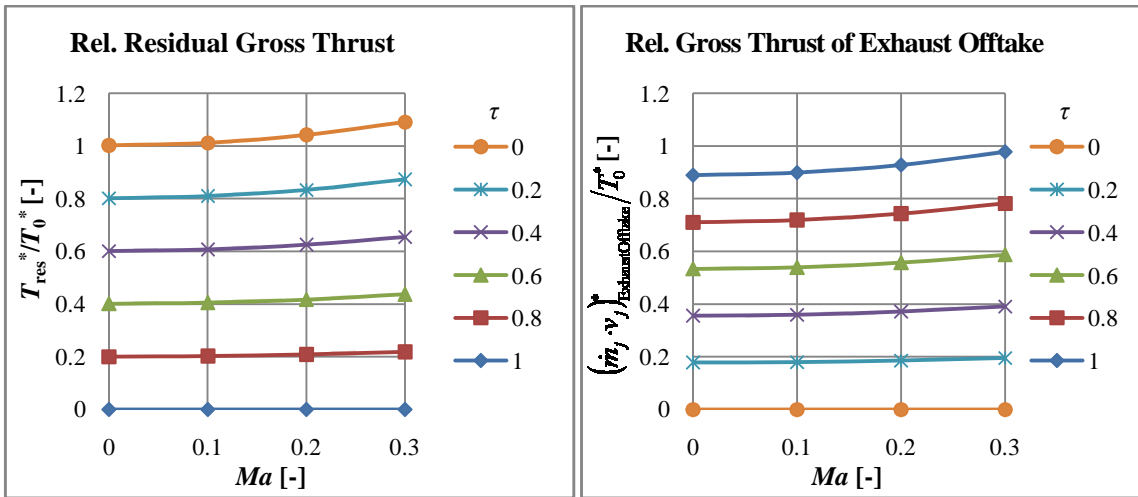 Rel. Residual Gross Thrust
T_res*/T_0* [-]
1.2
1
0.8
0.6
0.4
0.2
0
0 0.1 0.2 0.3
Ma [-]
τ
0
0.2
0.4
0.6
0.8
1
Rel. Gross Thrust of Exhaust Offtake
(ṁ_j·v_j)*_ExhaustOfftake/T_0* [-]
1.2
1
0.8
0.6
0.4
0.2
0
0 0.1 0.2 0.3
Ma [-]
τ
0
0.2
0.4
0.6
0.8
1